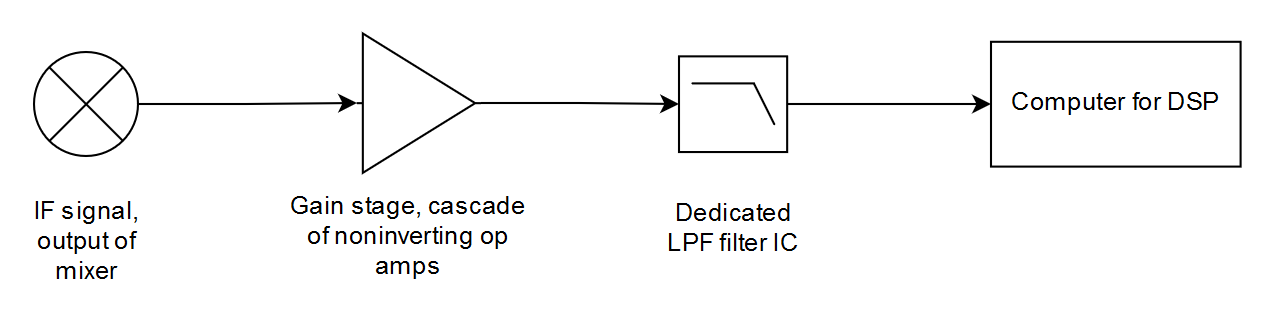 IF signal,
output of
mixer
Gain stage, cascade
of noninverting op
amps
Dedicated
LPF filter IC
Computer for DSP